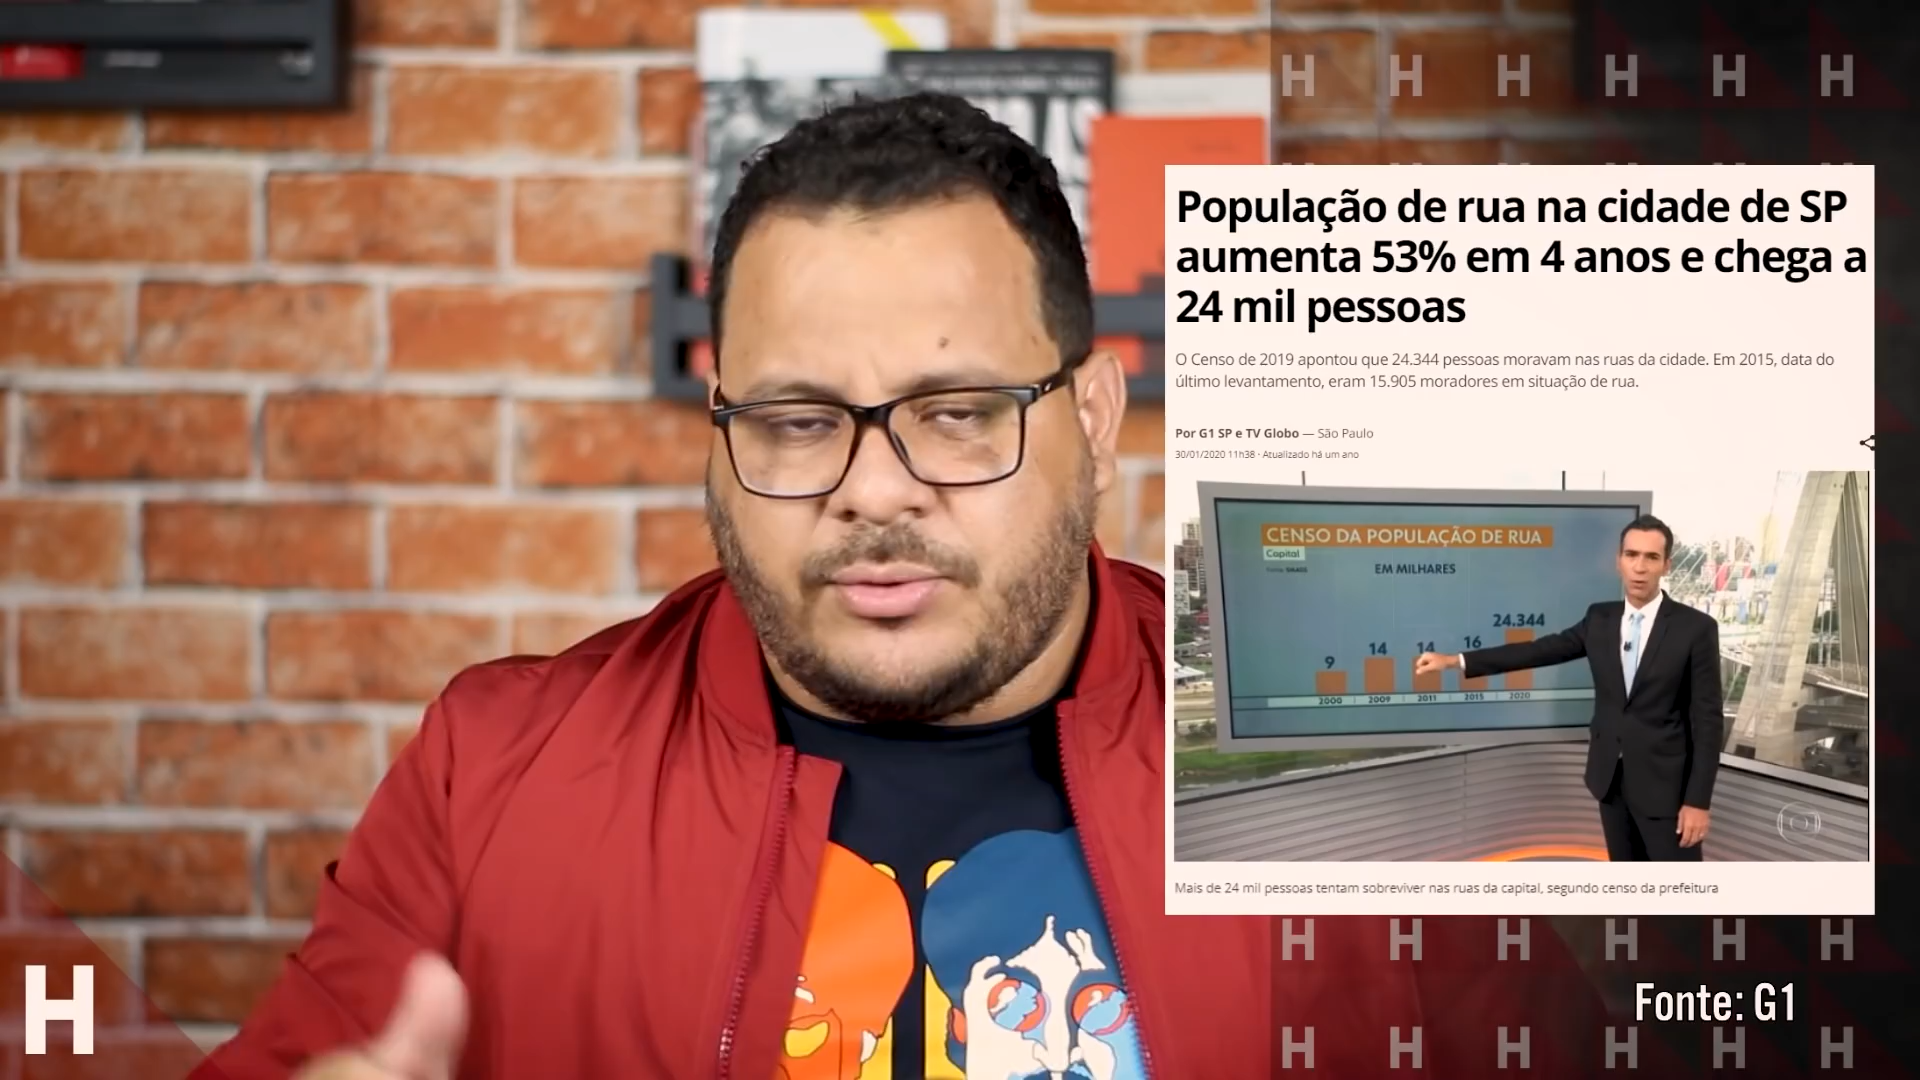 H H H H H H
População de rua na cidade de SP
aumenta 53% em 4 anos e chega a
24 mil pessoas
O Censo de 2019 apontou que 24.344 pessoas moravam nas ruas da cidade. Em 2015, data do
último levantamento, eram 15.905 moradores em situação de rua.
Por G1 SP e TV Globo — São Paulo
30/01/2020 11h38 · Atualizado há um ano
CENSO DA POPULAÇÃO DE RUA
Capital
Fonte: SMADS
EM MILHARES
9 14 14 16 24.344
2000 2009 2011 2015 2020
Mais de 24 mil pessoas tentam sobreviver nas ruas da capital, segundo censo da prefeitura
H H H H H H
H
Fonte: G1
H H H H H H